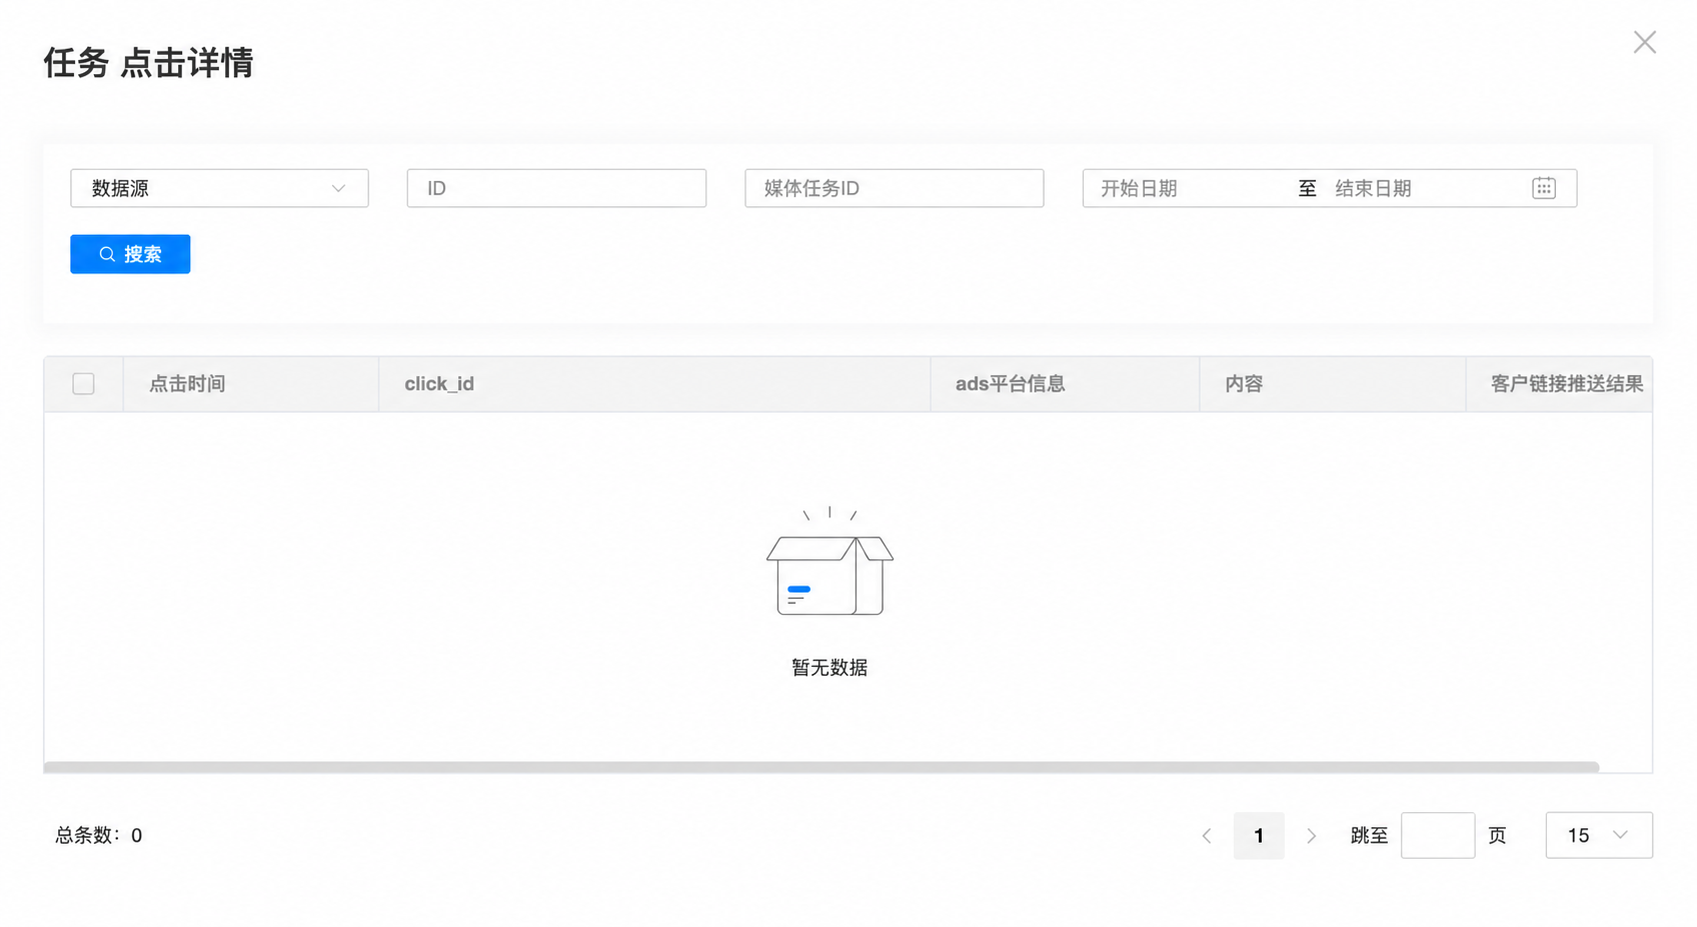 任务 点击详情
数据源 ID 媒体任务ID 开始日期 至 结束日期
搜索
点击时间 click_id ads平台信息 内容 客户链接推送结果
暂无数据
总条数：0 1 跳至 页 15